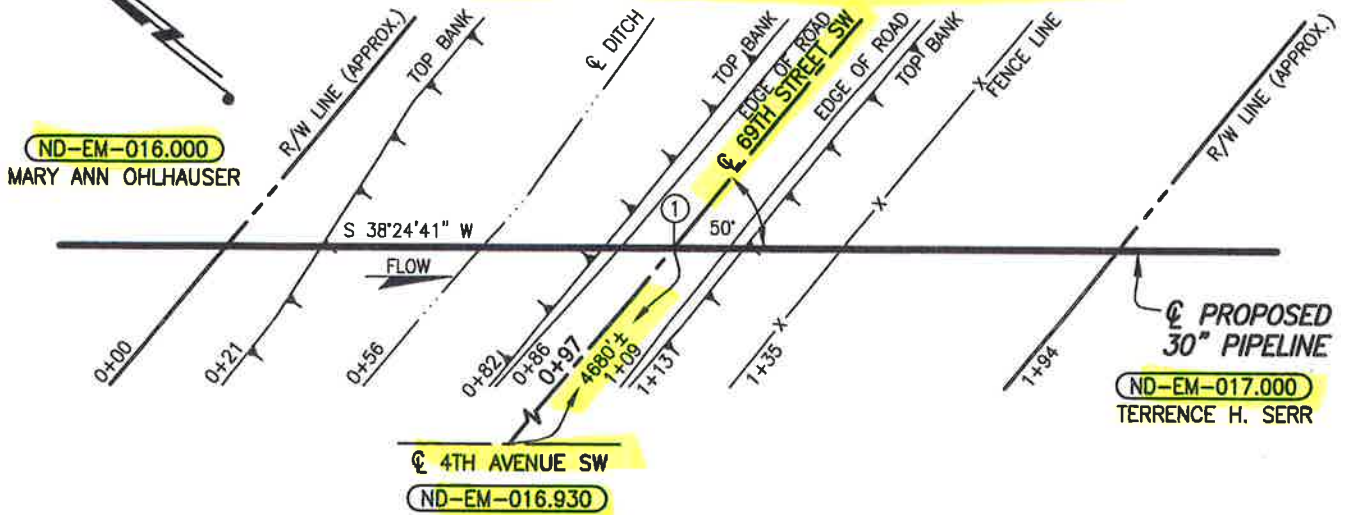 R/W LINE (APPROX.)
TOP BANK
℄ DITCH
TOP BANK
EDGE OF ROAD
℄ 69TH STREET SW
EDGE OF ROAD
TOP BANK
FENCE LINE
R/W LINE (APPROX.)
ND-EM-016.000
MARY ANN OHLHAUSER
S 38°24'41" W
1
50°
FLOW
℄ PROPOSED
30" PIPELINE
0+00
0+21
0+56
0+82
0+86
0+97
4680'±
1+09
1+13
1+35
1+94
ND-EM-017.000
TERRENCE H. SERR
℄ 4TH AVENUE SW
ND-EM-016.930